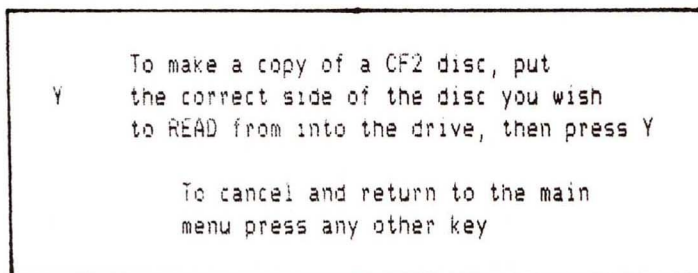 To make a copy of a CF2 disc, put
Y the correct side of the disc you wish
to READ from into the drive, then press Y
To cancel and return to the main
menu press any other key